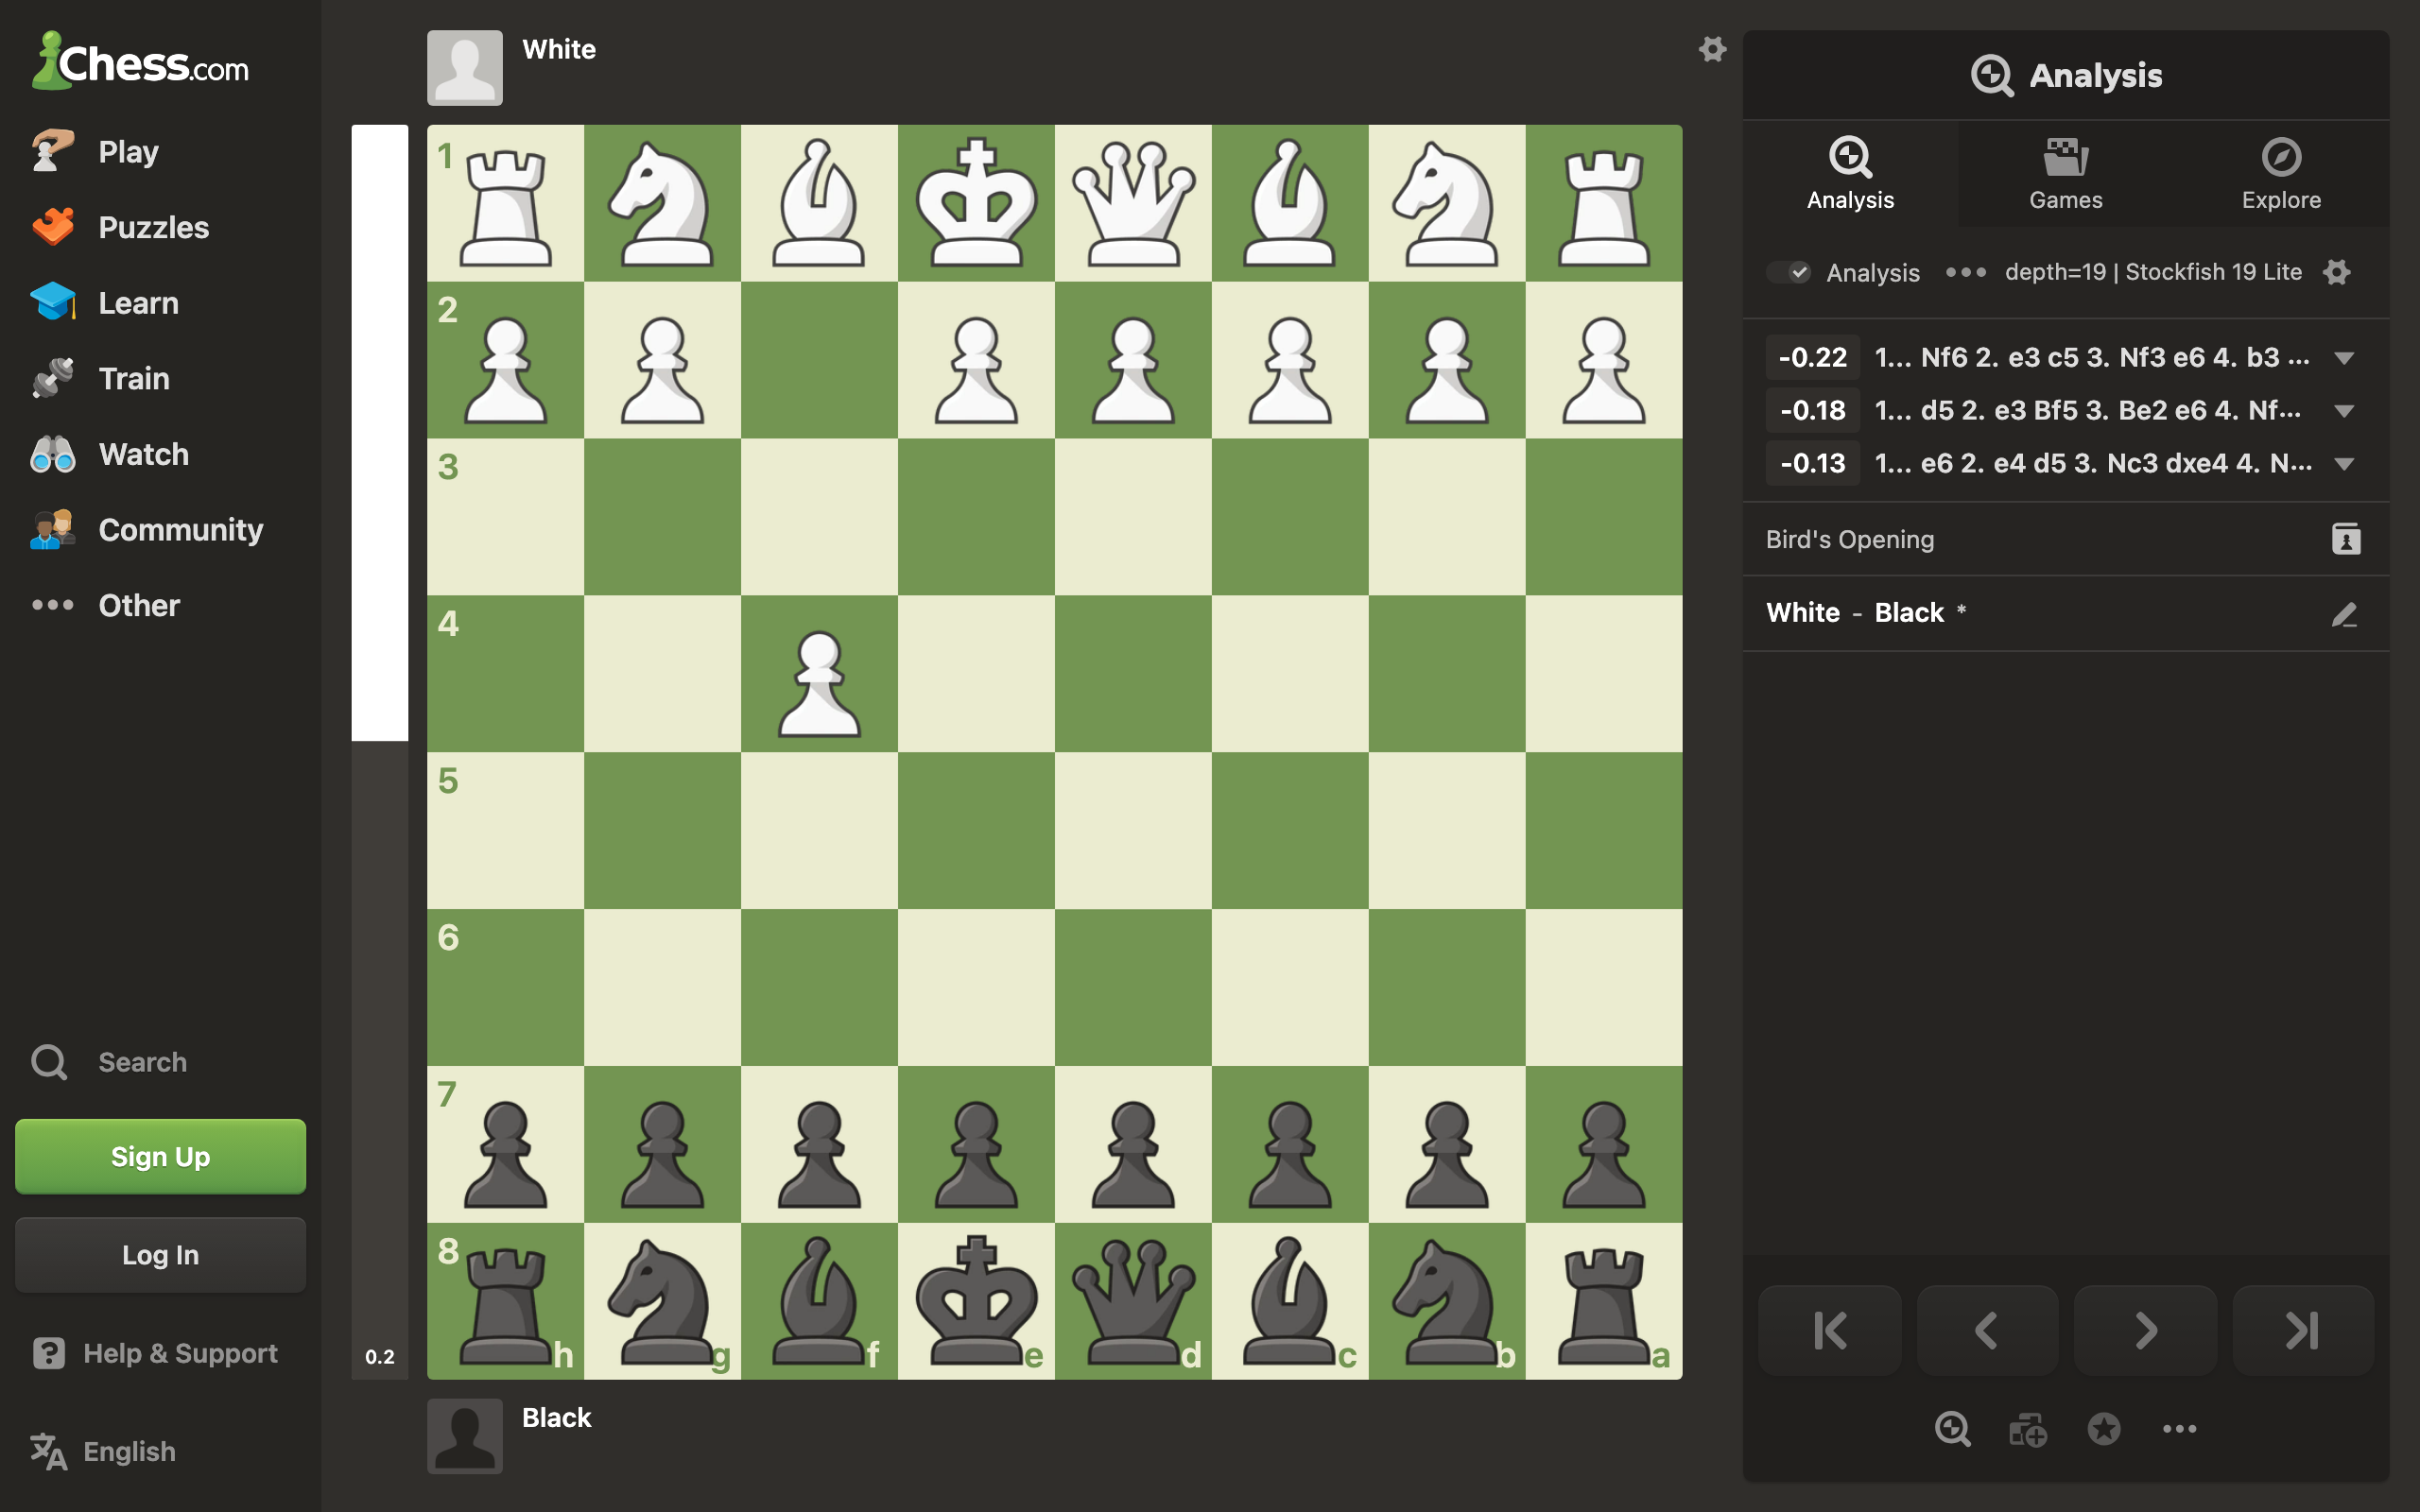 Chess.com
Play
Puzzles
Learn
Train
Watch
Community
Other
Search
Sign Up
Log In
Help & Support
English
White
1
2
3
4
5
6
7
8
h g f e d c b a
0.2
Black
Analysis
Analysis Games Explore
Analysis depth=19 | Stockfish 19 Lite
-0.22 1... Nf6 2. e3 c5 3. Nf3 e6 4. b3 ...
-0.18 1... d5 2. e3 Bf5 3. Be2 e6 4. Nf...
-0.13 1... e6 2. e4 d5 3. Nc3 dxe4 4. N...
Bird's Opening
White - Black *